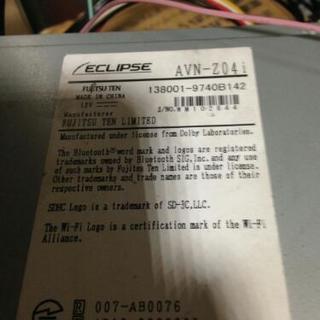 ECLIPSE AVN-Z04i
FUJITSU TEN 138001-9740B142
MADE IN CHINA
12V
Manufacturer
FUJITSU TEN LIMITED
Manufactured under license from Dolby Laboratories.
The Bluetooth® word mark and logos are registered
trademarks owned by Bluetooth SIG, Inc. and any use
of such marks by Fujitsu Ten Limited is under license.
Other trademarks and trade names are those of their
respective owners.
SDHC Logo is a trademark of SD-3C, LLC.
The Wi-Fi Logo is a certification mark of the Wi-Fi
Alliance.
R 007-AB0076